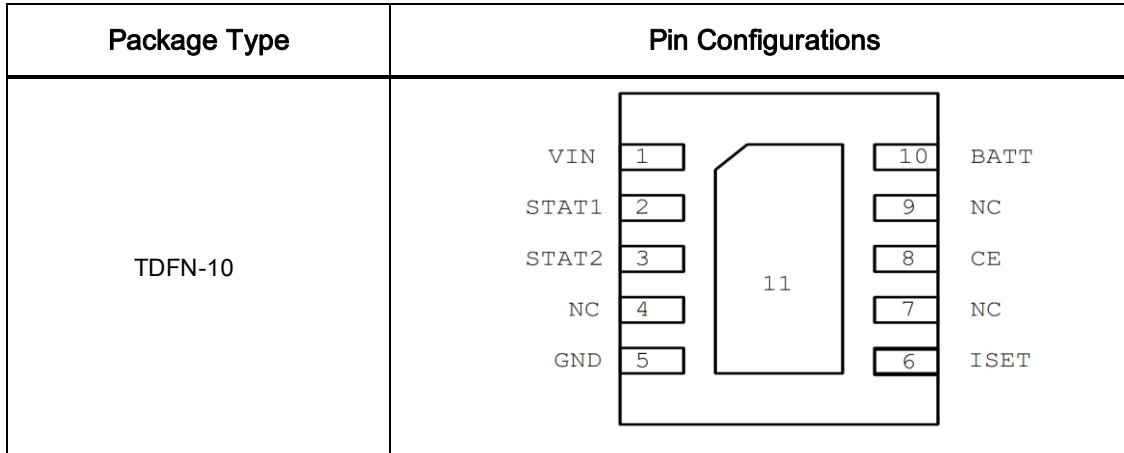 Package Type
Pin Configurations
TDFN-10
VIN 1
STAT1 2
STAT2 3
NC 4
GND 5
11
10 BATT
9 NC
8 CE
7 NC
6 ISET